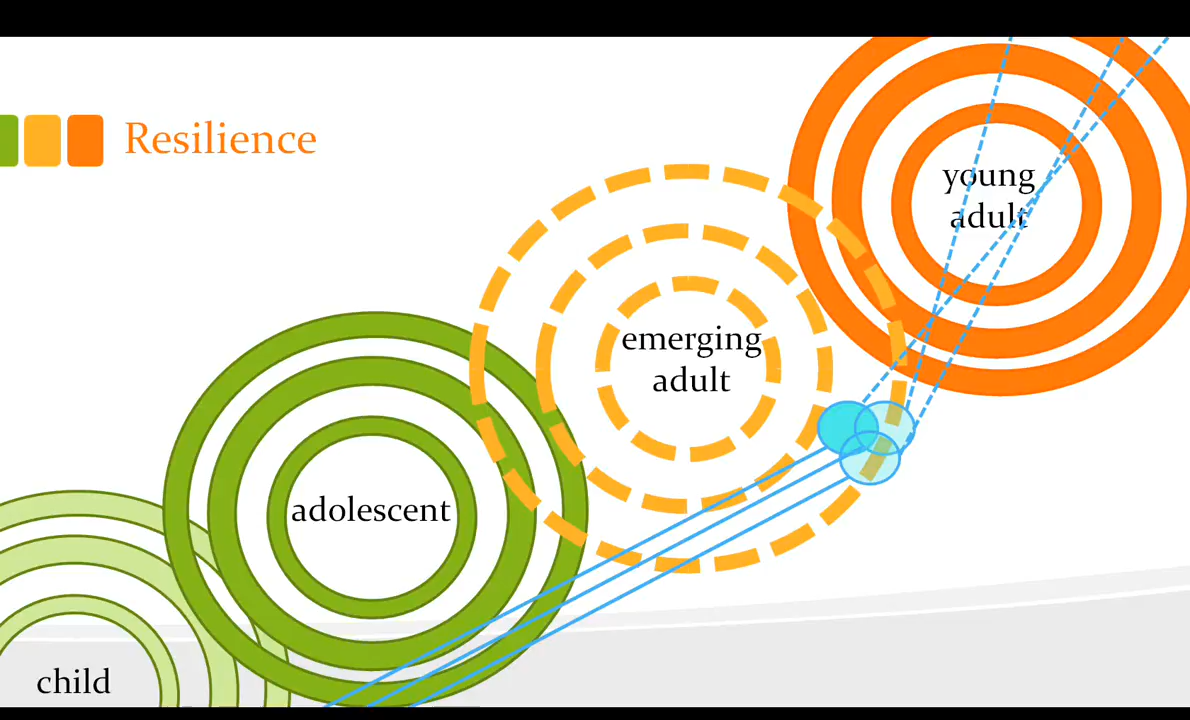 Resilience
young
adult
emerging
adult
adolescent
child